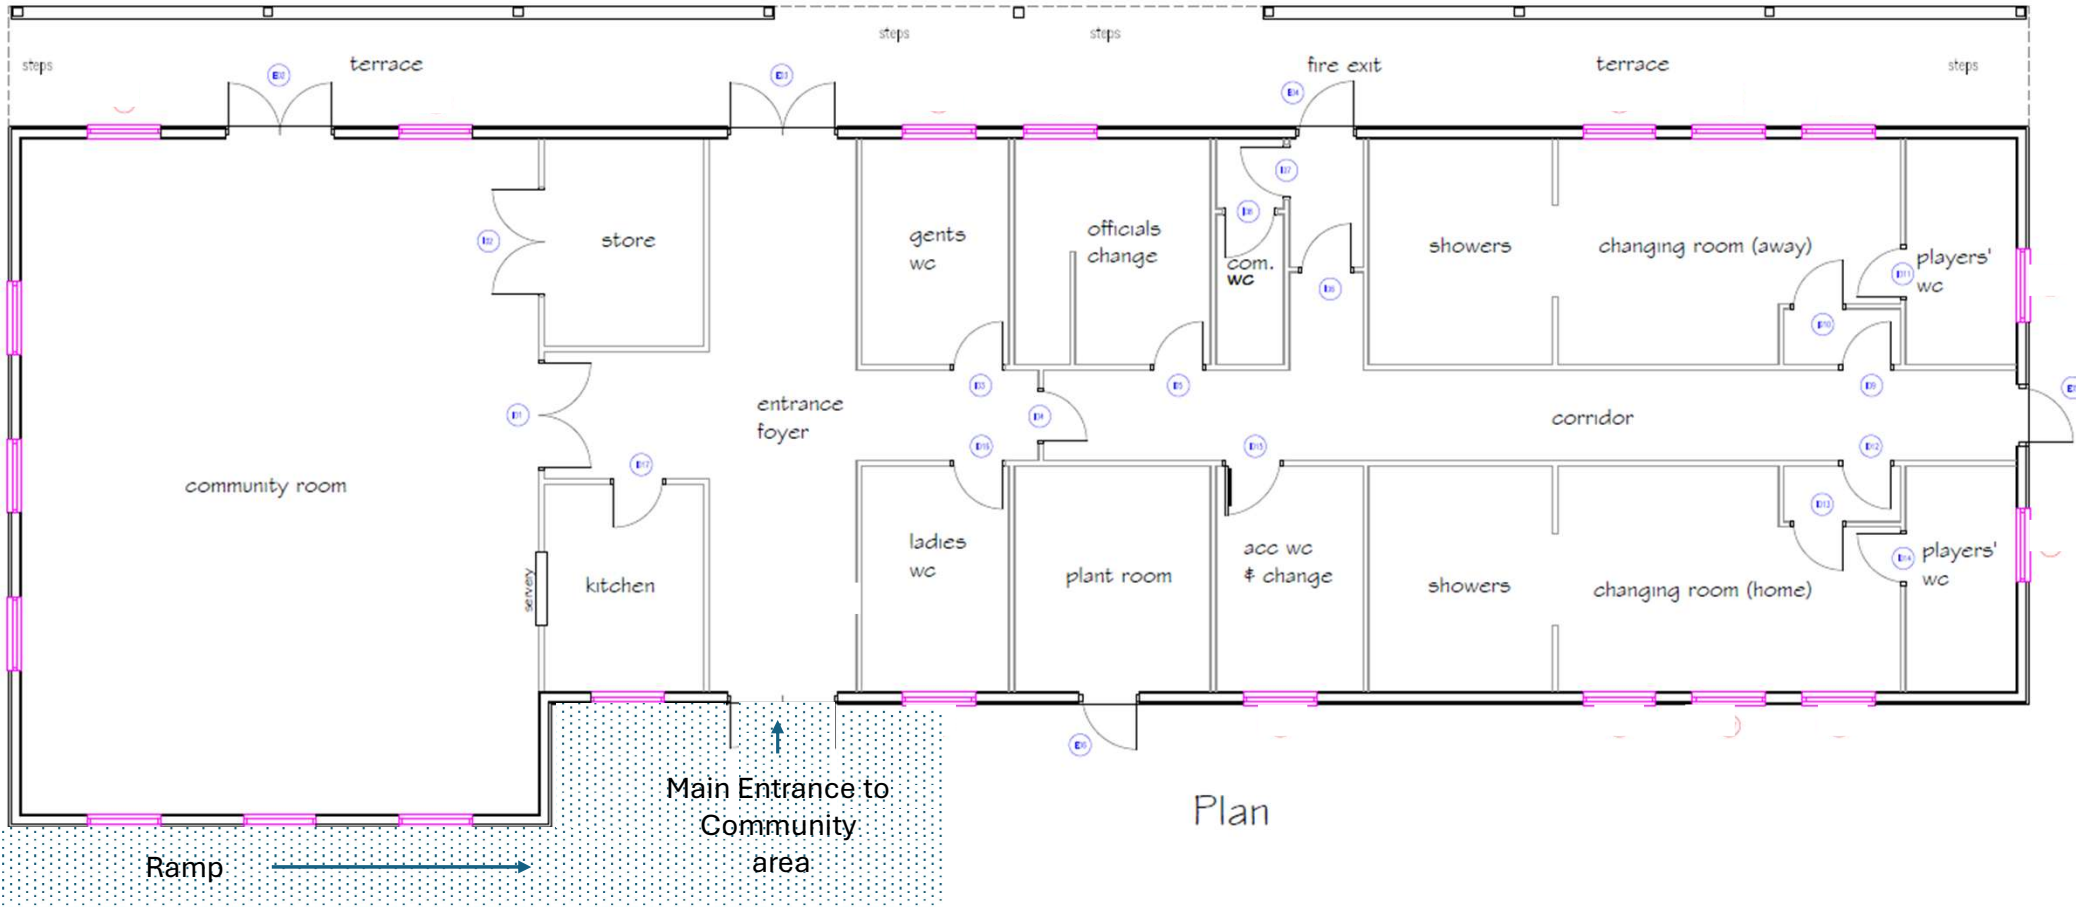 steps
steps
steps
terrace
fire exit
terrace
steps
store
gents
wc
officials
change
com.
wc
showers
changing room (away)
players'
wc
entrance
foyer
corridor
community room
servery
kitchen
ladies
wc
plant room
acc wc
& change
showers
changing room (home)
players'
wc
Main Entrance to
Community
area
Plan
Ramp